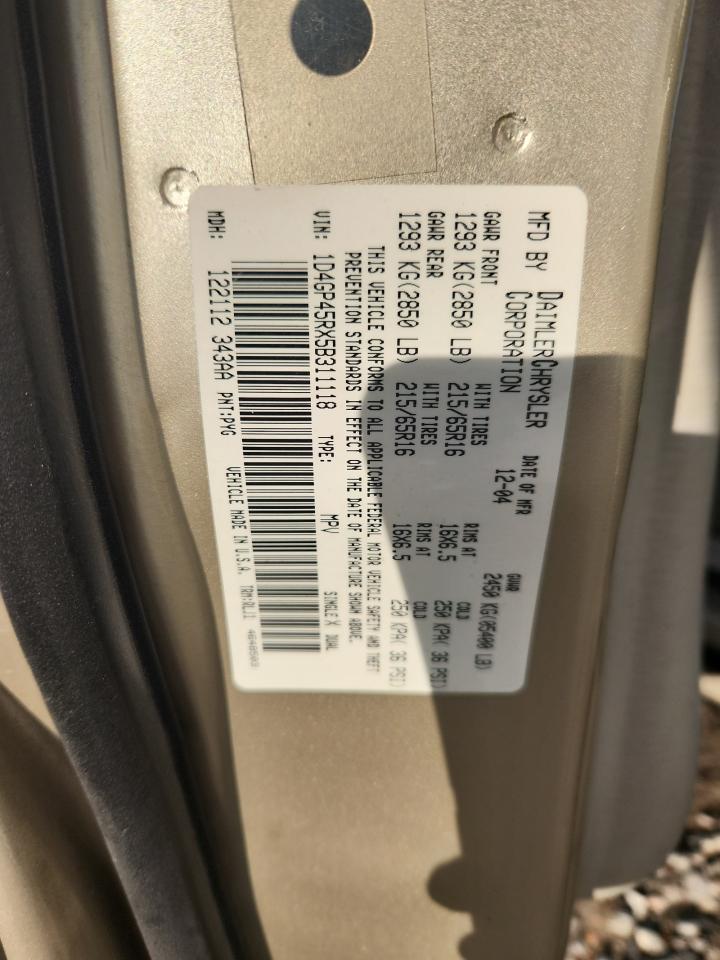 MFD BY DAIMLERCHRYSLER CORPORATION
DATE OF MFR 12-04
GVWR 2450 KG(05400 LB)
GAWR FRONT 1293 KG(2850 LB)
WITH TIRES 215/65R16
RIMS AT 16X6.5
COLD 250 KPA( 36 PSI)
GAWR REAR 1293 KG(2850 LB)
WITH TIRES 215/65R16
RIMS AT 16X6.5
COLD 250 KPA( 36 PSI)
THIS VEHICLE CONFORMS TO ALL APPLICABLE FEDERAL MOTOR VEHICLE SAFETY AND THEFT
PREVENTION STANDARDS IN EFFECT ON THE DATE OF MANUFACTURE SHOWN ABOVE.
VIN: 1D4GP45RX5B311118 TYPE: MPV SINGLE X DUAL
MDH: 122112 343AA PNT:PYG VEHICLE MADE IN U.S.A. TRM:RLJ1